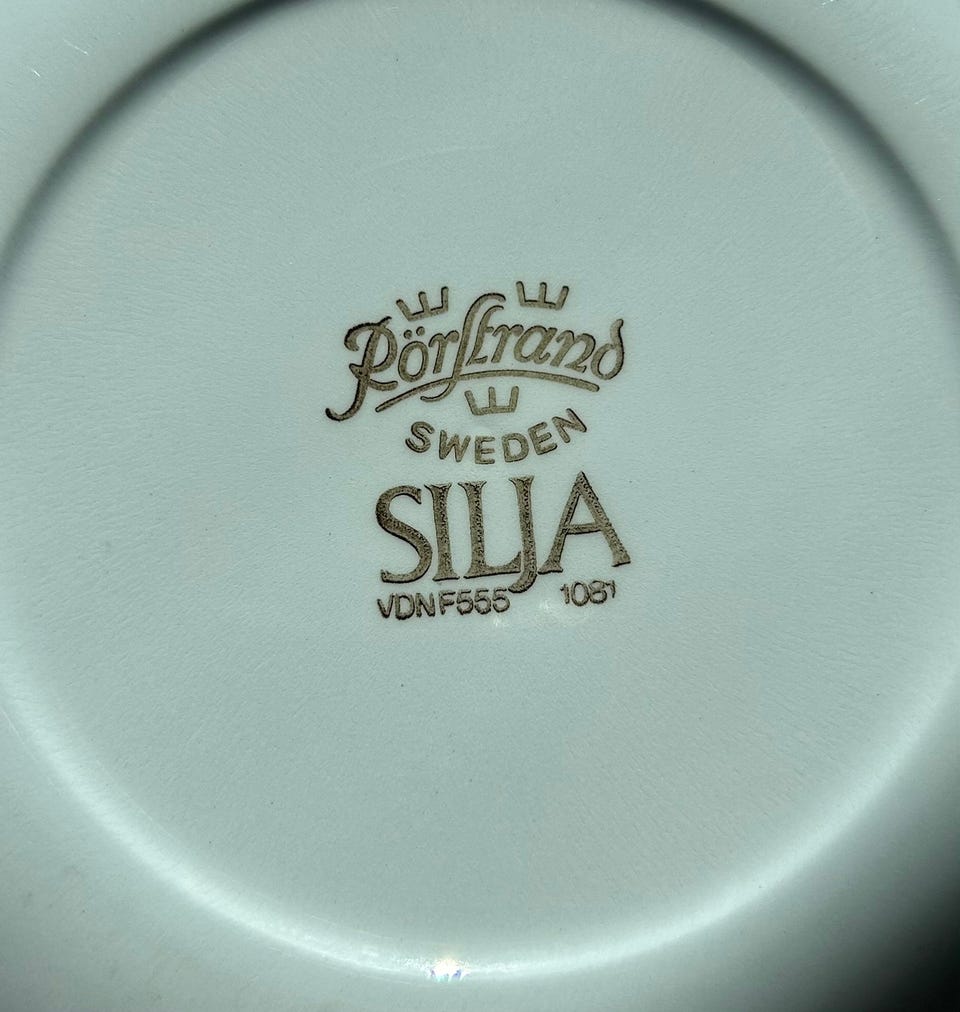 Rörstrand
SWEDEN
SILJA
VDNF555 1081